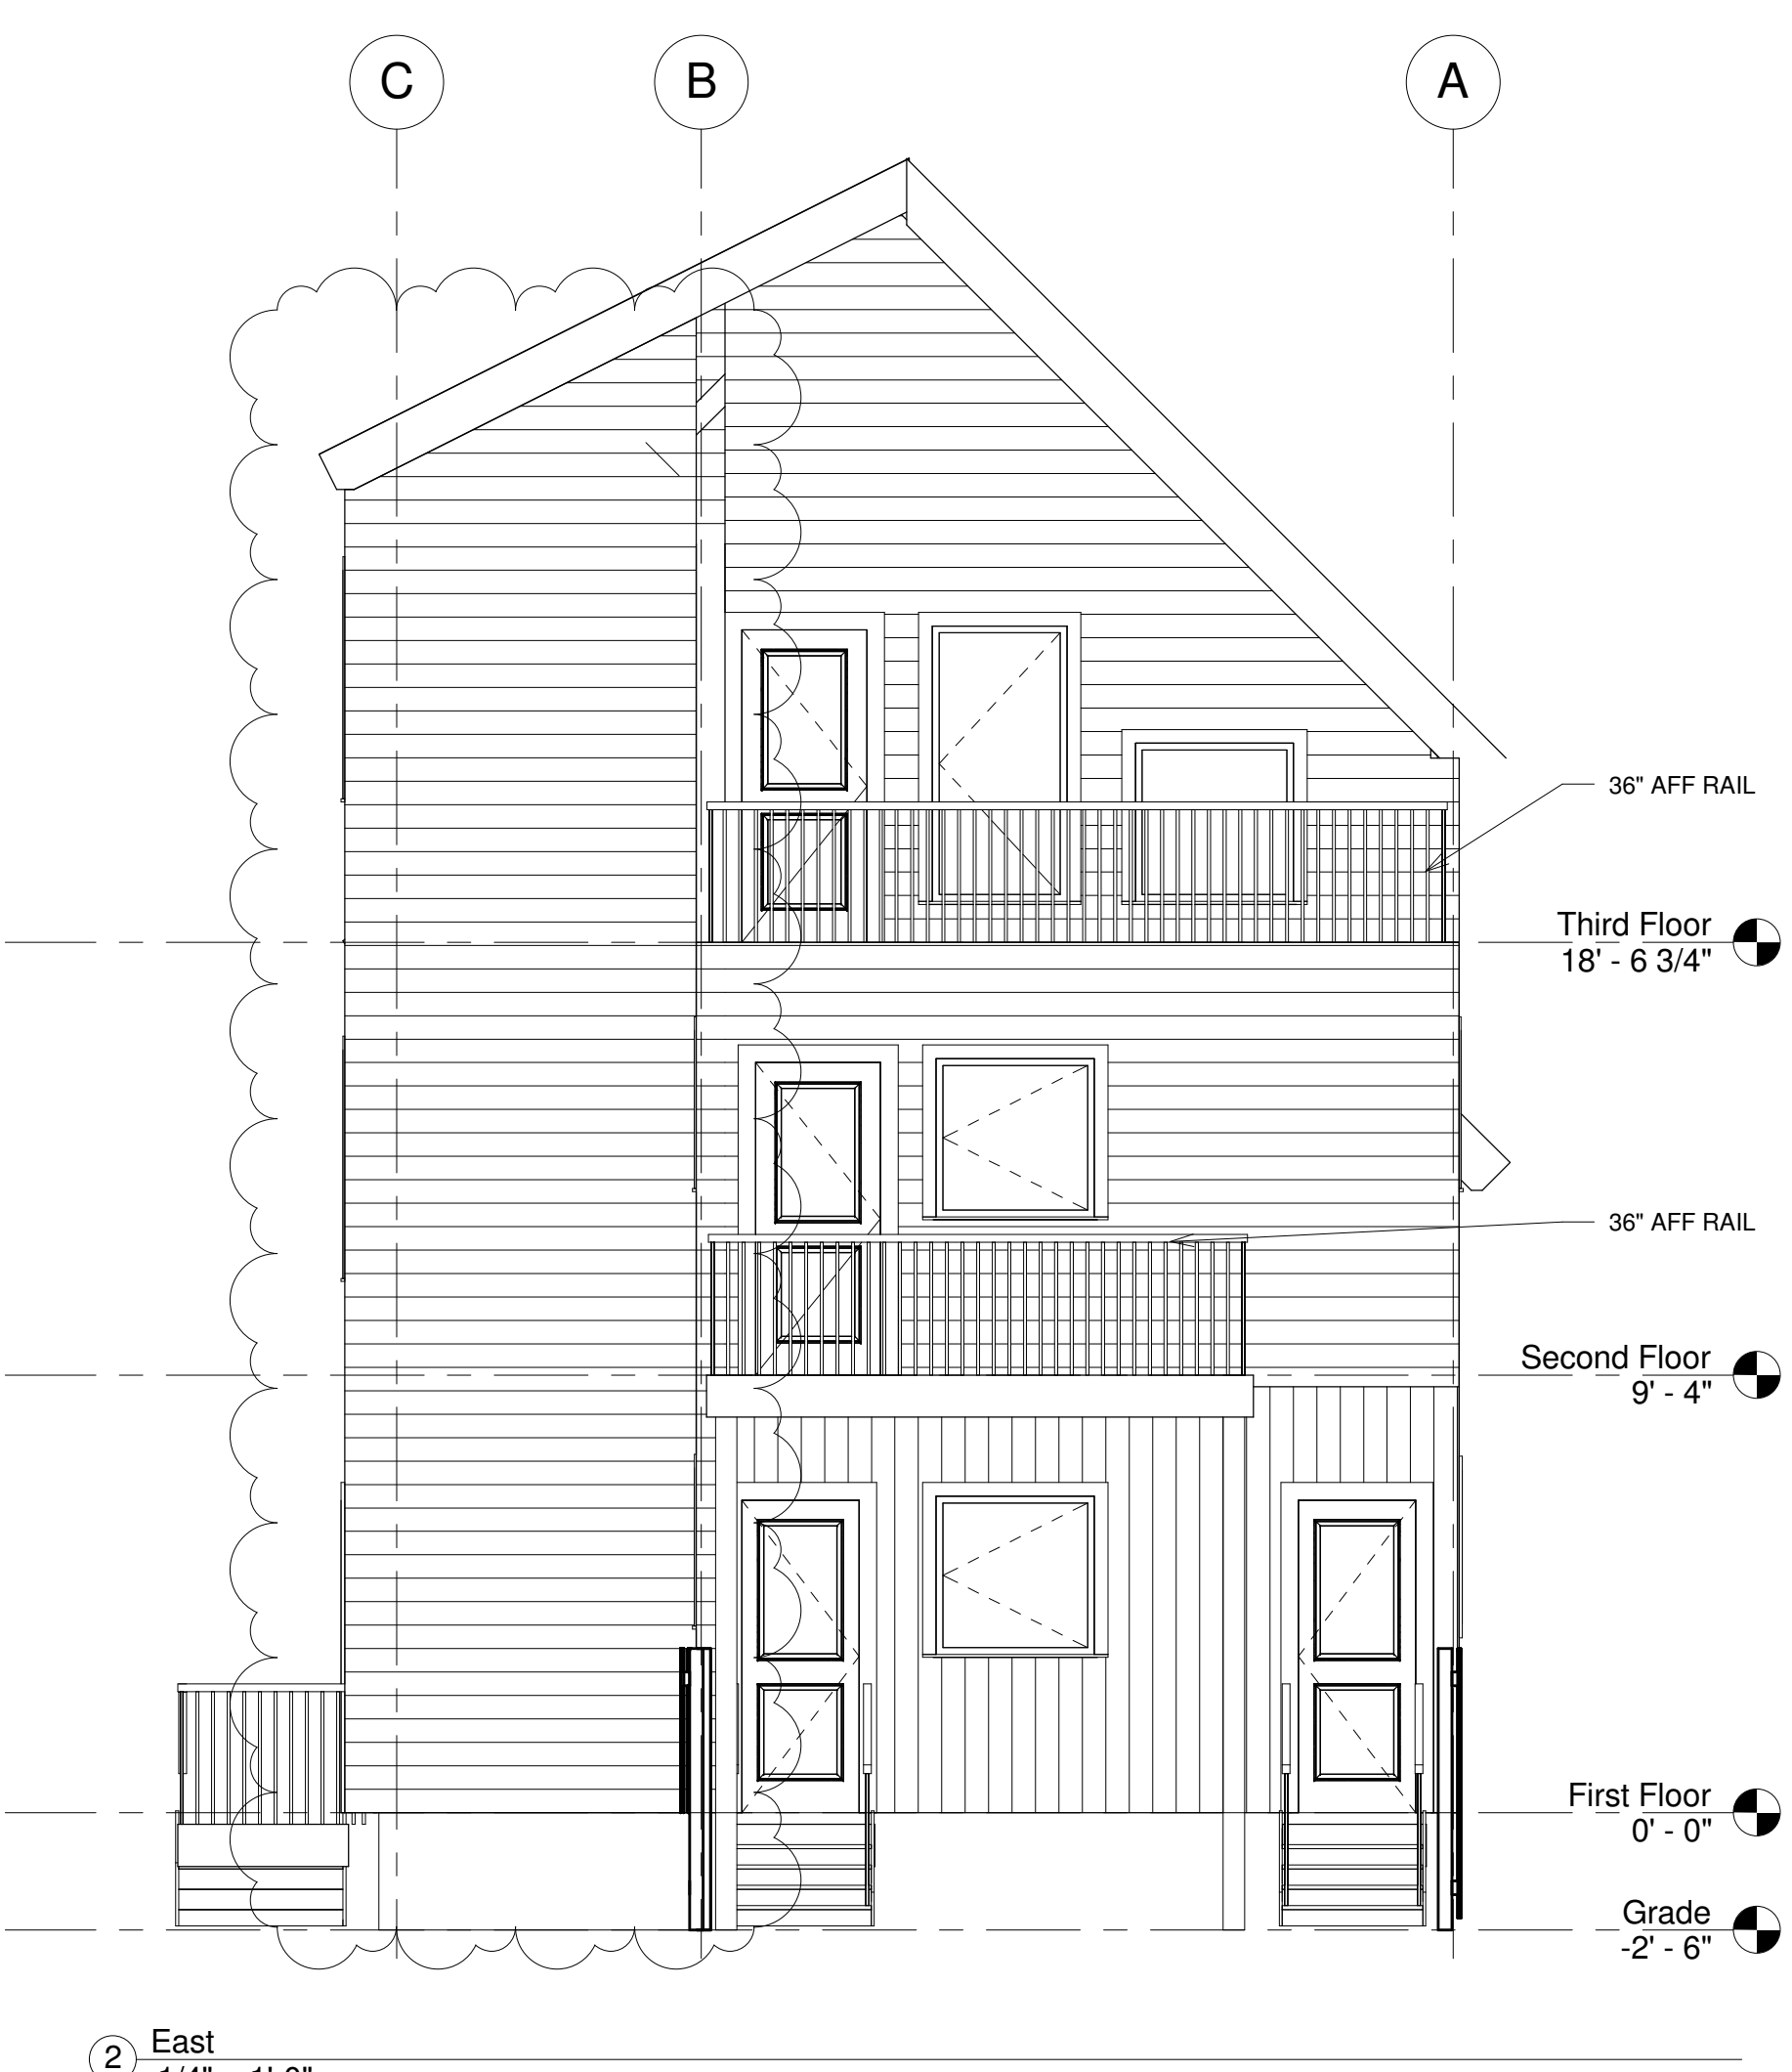 C
B
A
36" AFF RAIL
Third Floor
18' - 6 3/4"
36" AFF RAIL
Second Floor
9' - 4"
First Floor
0' - 0"
Grade
-2' - 6"
2
East